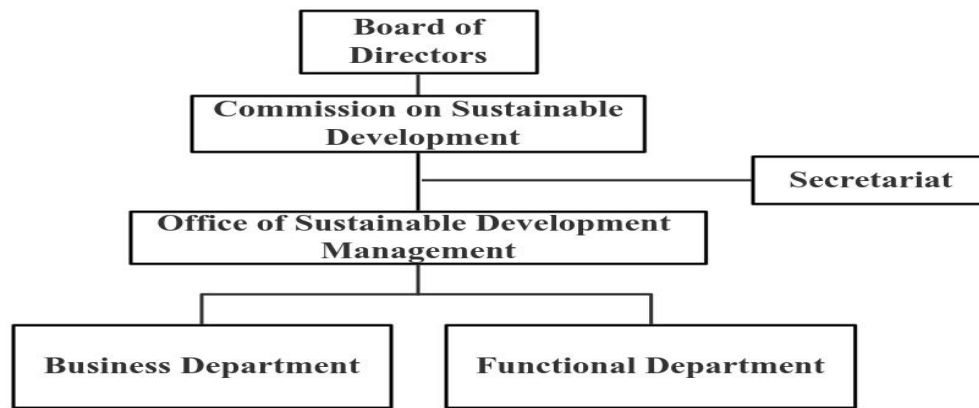 Board of
Directors
Commission on Sustainable
Development
Secretariat
Office of Sustainable Development
Management
Business Department
Functional Department